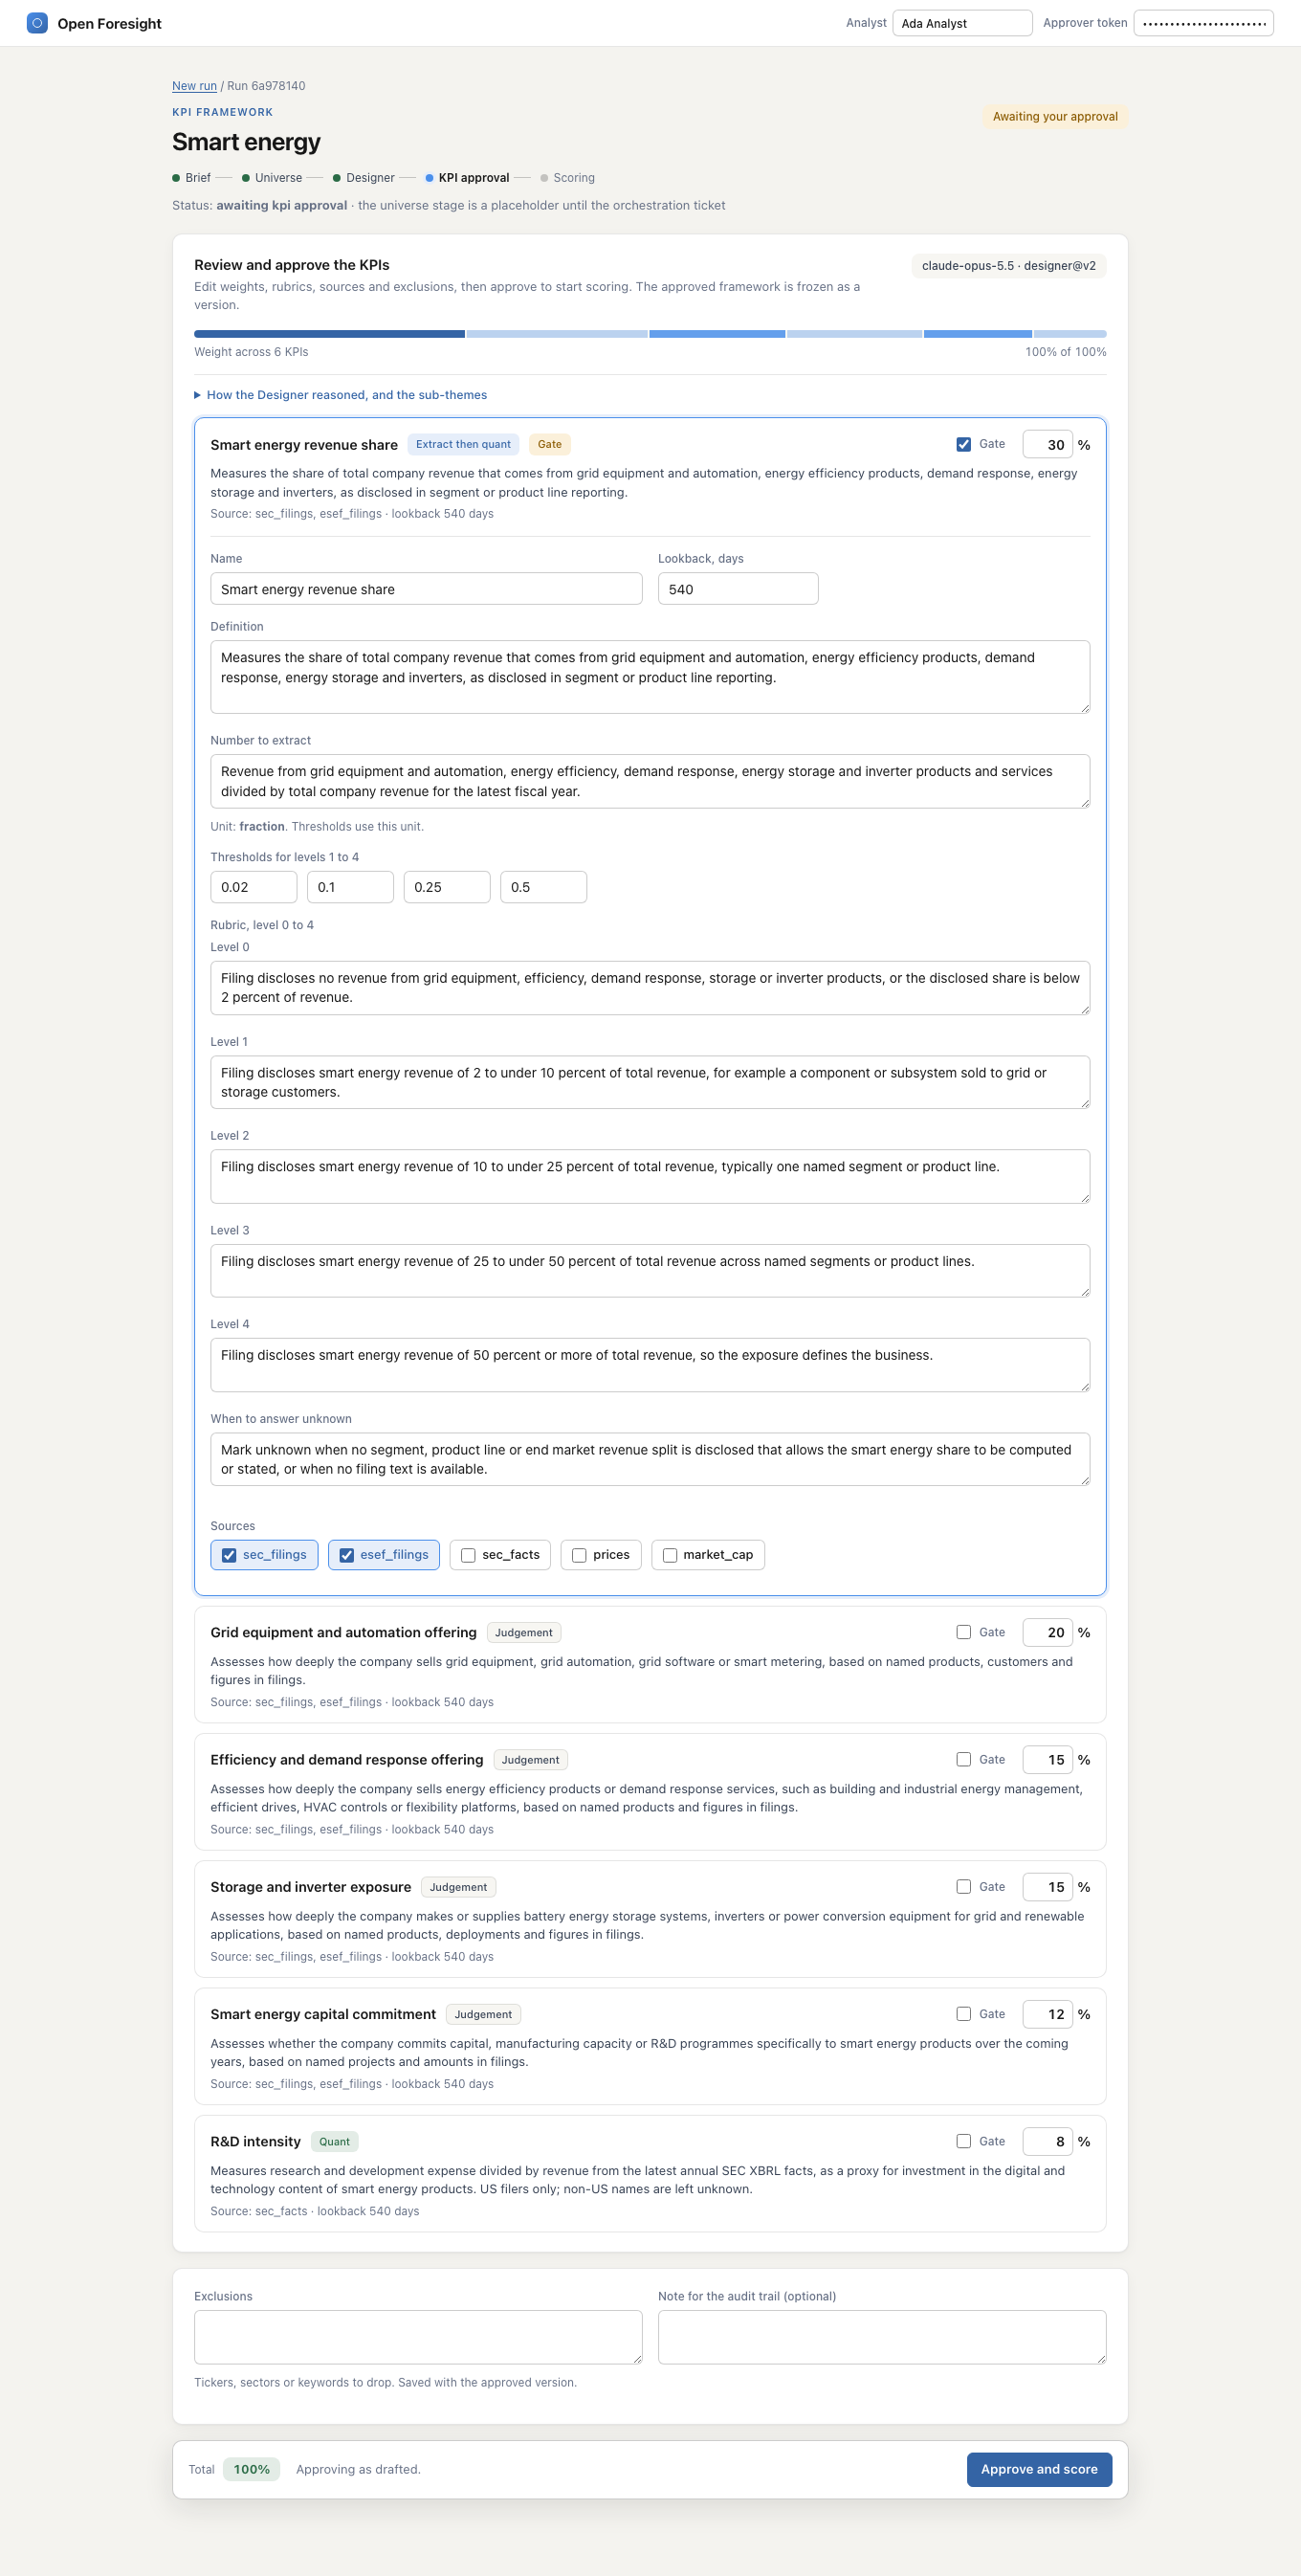 Open Foresight
Analyst
Ada Analyst
Approver token
New run / Run 6a978140
KPI FRAMEWORK
Awaiting your approval
Smart energy
Brief
Universe
Designer
KPI approval
Scoring
Status: awaiting kpi approval · the universe stage is a placeholder until the orchestration ticket
Review and approve the KPIs
claude-opus-5.5 · designer@v2
Edit weights, rubrics, sources and exclusions, then approve to start scoring. The approved framework is frozen as a
version.
Weight across 6 KPIs
100% of 100%
How the Designer reasoned, and the sub-themes
Smart energy revenue share
Extract then quant
Gate
Gate
30 %
Measures the share of total company revenue that comes from grid equipment and automation, energy efficiency products, demand response, energy
storage and inverters, as disclosed in segment or product line reporting.
Source: sec_filings, esef_filings · lookback 540 days
Name
Lookback, days
Smart energy revenue share
540
Definition
Measures the share of total company revenue that comes from grid equipment and automation, energy efficiency products, demand
response, energy storage and inverters, as disclosed in segment or product line reporting.
Number to extract
Revenue from grid equipment and automation, energy efficiency, demand response, energy storage and inverter products and services
divided by total company revenue for the latest fiscal year.
Unit: fraction. Thresholds use this unit.
Thresholds for levels 1 to 4
0.02
0.1
0.25
0.5
Rubric, level 0 to 4
Level 0
Filing discloses no revenue from grid equipment, efficiency, demand response, storage or inverter products, or the disclosed share is below
2 percent of revenue.
Level 1
Filing discloses smart energy revenue of 2 to under 10 percent of total revenue, for example a component or subsystem sold to grid or
storage customers.
Level 2
Filing discloses smart energy revenue of 10 to under 25 percent of total revenue, typically one named segment or product line.
Level 3
Filing discloses smart energy revenue of 25 to under 50 percent of total revenue across named segments or product lines.
Level 4
Filing discloses smart energy revenue of 50 percent or more of total revenue, so the exposure defines the business.
When to answer unknown
Mark unknown when no segment, product line or end market revenue split is disclosed that allows the smart energy share to be computed
or stated, or when no filing text is available.
Sources
sec_filings
esef_filings
sec_facts
prices
market_cap
Grid equipment and automation offering
Judgement
Gate
20 %
Assesses how deeply the company sells grid equipment, grid automation, grid software or smart metering, based on named products, customers and
figures in filings.
Source: sec_filings, esef_filings · lookback 540 days
Efficiency and demand response offering
Judgement
Gate
15 %
Assesses how deeply the company sells energy efficiency products or demand response services, such as building and industrial energy management,
efficient drives, HVAC controls or flexibility platforms, based on named products and figures in filings.
Source: sec_filings, esef_filings · lookback 540 days
Storage and inverter exposure
Judgement
Gate
15 %
Assesses how deeply the company makes or supplies battery energy storage systems, inverters or power conversion equipment for grid and renewable
applications, based on named products, deployments and figures in filings.
Source: sec_filings, esef_filings · lookback 540 days
Smart energy capital commitment
Judgement
Gate
12 %
Assesses whether the company commits capital, manufacturing capacity or R&D programmes specifically to smart energy products over the coming
years, based on named projects and amounts in filings.
Source: sec_filings, esef_filings · lookback 540 days
R&D intensity
Quant
Gate
8 %
Measures research and development expense divided by revenue from the latest annual SEC XBRL facts, as a proxy for investment in the digital and
technology content of smart energy products. US filers only; non-US names are left unknown.
Source: sec_facts · lookback 540 days
Exclusions
Note for the audit trail (optional)
Tickers, sectors or keywords to drop. Saved with the approved version.
Total
100%
Approving as drafted.
Approve and score